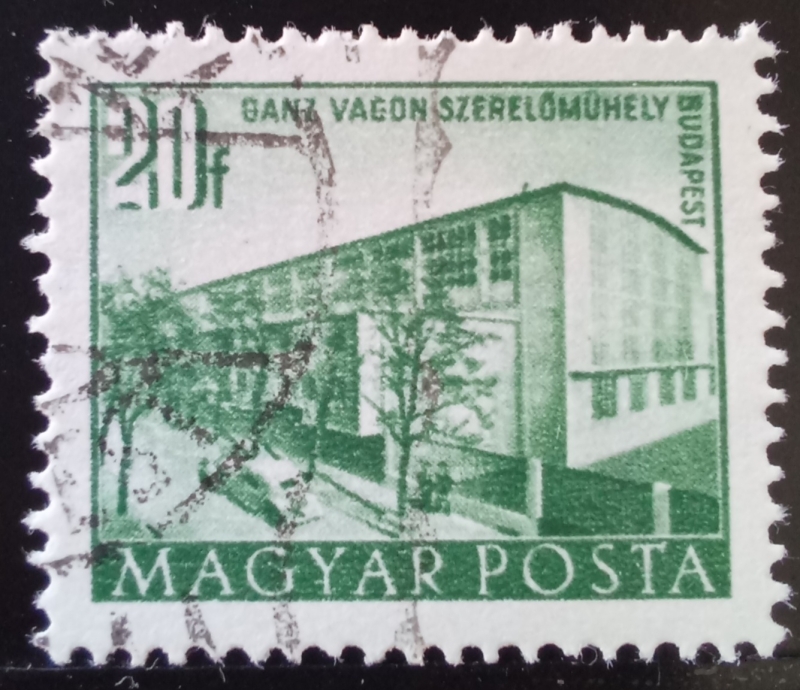 20f
GANZ VAGON SZERELŐMŰHELY
BUDAPEST
MAGYAR POSTA